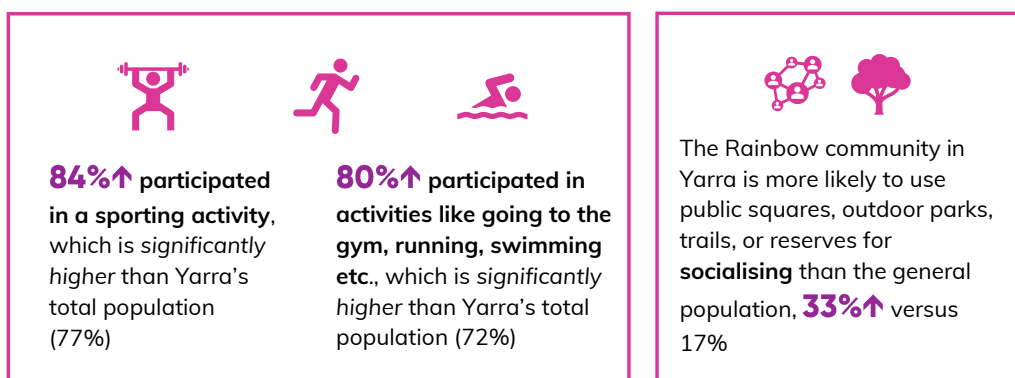 84%↑ participated
in a sporting activity,
which is significantly
higher than Yarra’s
total population
(77%)
80%↑ participated in
activities like going to the
gym, running, swimming
etc., which is significantly
higher than Yarra’s total
population (72%)
The Rainbow community in
Yarra is more likely to use
public squares, outdoor parks,
trails, or reserves for
socialising than the general
population, 33%↑ versus
17%